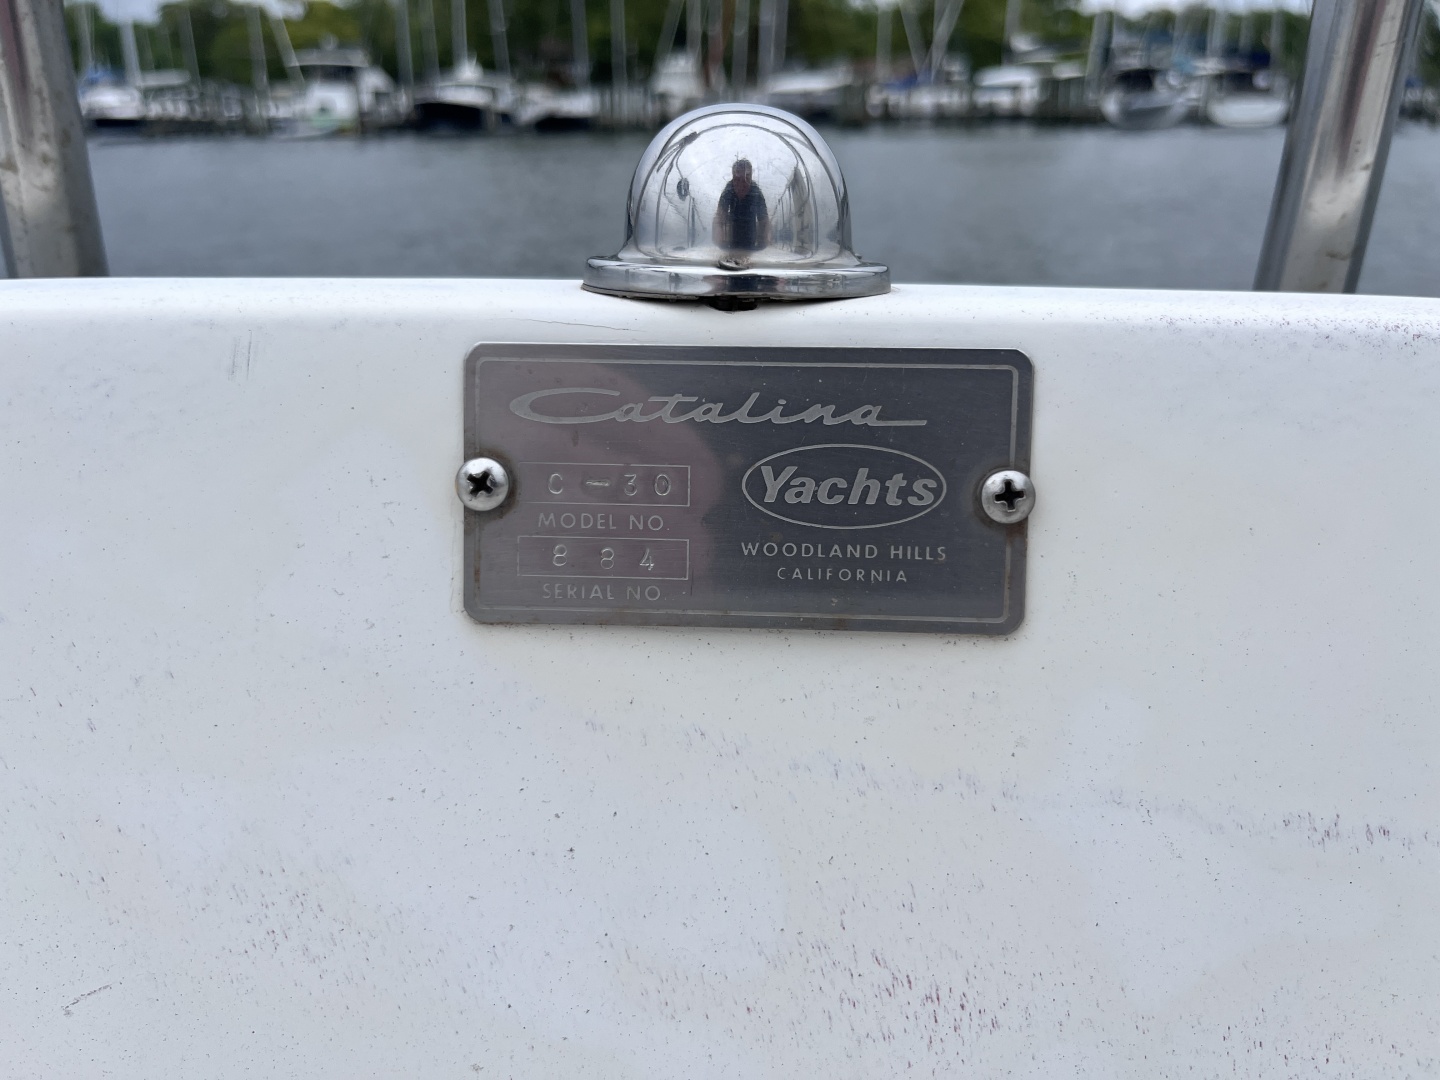 Catalina
C-30
MODEL NO.
884
SERIAL NO.
Yachts
WOODLAND HILLS
CALIFORNIA